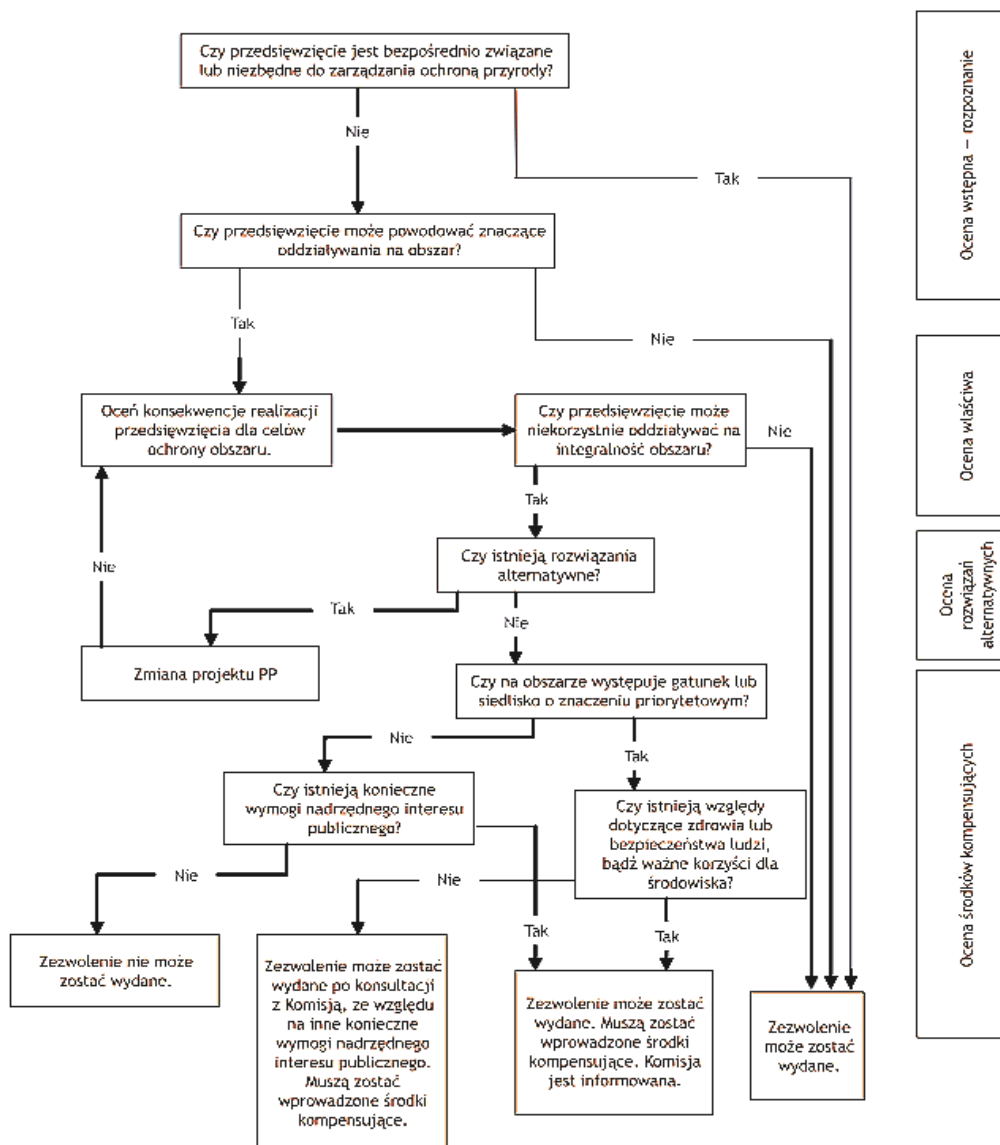 Czy przedsięwzięcie jest bezpośrednio związane
lub niezbędne do zarządzania ochroną przyrody?
Nie
Tak
Czy przedsięwzięcie może powodować znaczące
oddziaływania na obszar?
Tak
Nie
Oceń konsekwencje realizacji
przedsięwzięcia dla celów
ochrony obszaru.
Czy przedsięwzięcie może
niekorzystnie oddziaływać na
integralność obszaru?
Nie
Tak
Czy istnieją rozwiązania
alternatywne?
Nie
Tak
Nie
Zmiana projektu PP
Czy na obszarze występuje gatunek lub
siedlisko o znaczeniu priorytetowym?
Nie
Tak
Czy istnieją konieczne
wymogi nadrzędnego interesu
publicznego?
Czy istnieją względy
dotyczące zdrowia lub
bezpieczeństwa ludzi,
bądź ważne korzyści dla
środowiska?
Nie
Nie
Tak
Tak
Zezwolenie nie może
zostać wydane.
Zezwolenie może zostać
wydane po konsultacji
z Komisją, ze względu
na inne konieczne
wymogi nadrzędnego
interesu publicznego.
Muszą zostać
wprowadzone środki
kompensujące.
Zezwolenie może zostać
wydane. Muszą zostać
wprowadzone środki
kompensujące. Komisja
jest informowana.
Zezwolenie
może zostać
wydane.
Ocena wstępna – rozpoznanie
Ocena właściwa
Ocena
rozwiązań
alternatywnych
Ocena środków kompensujących